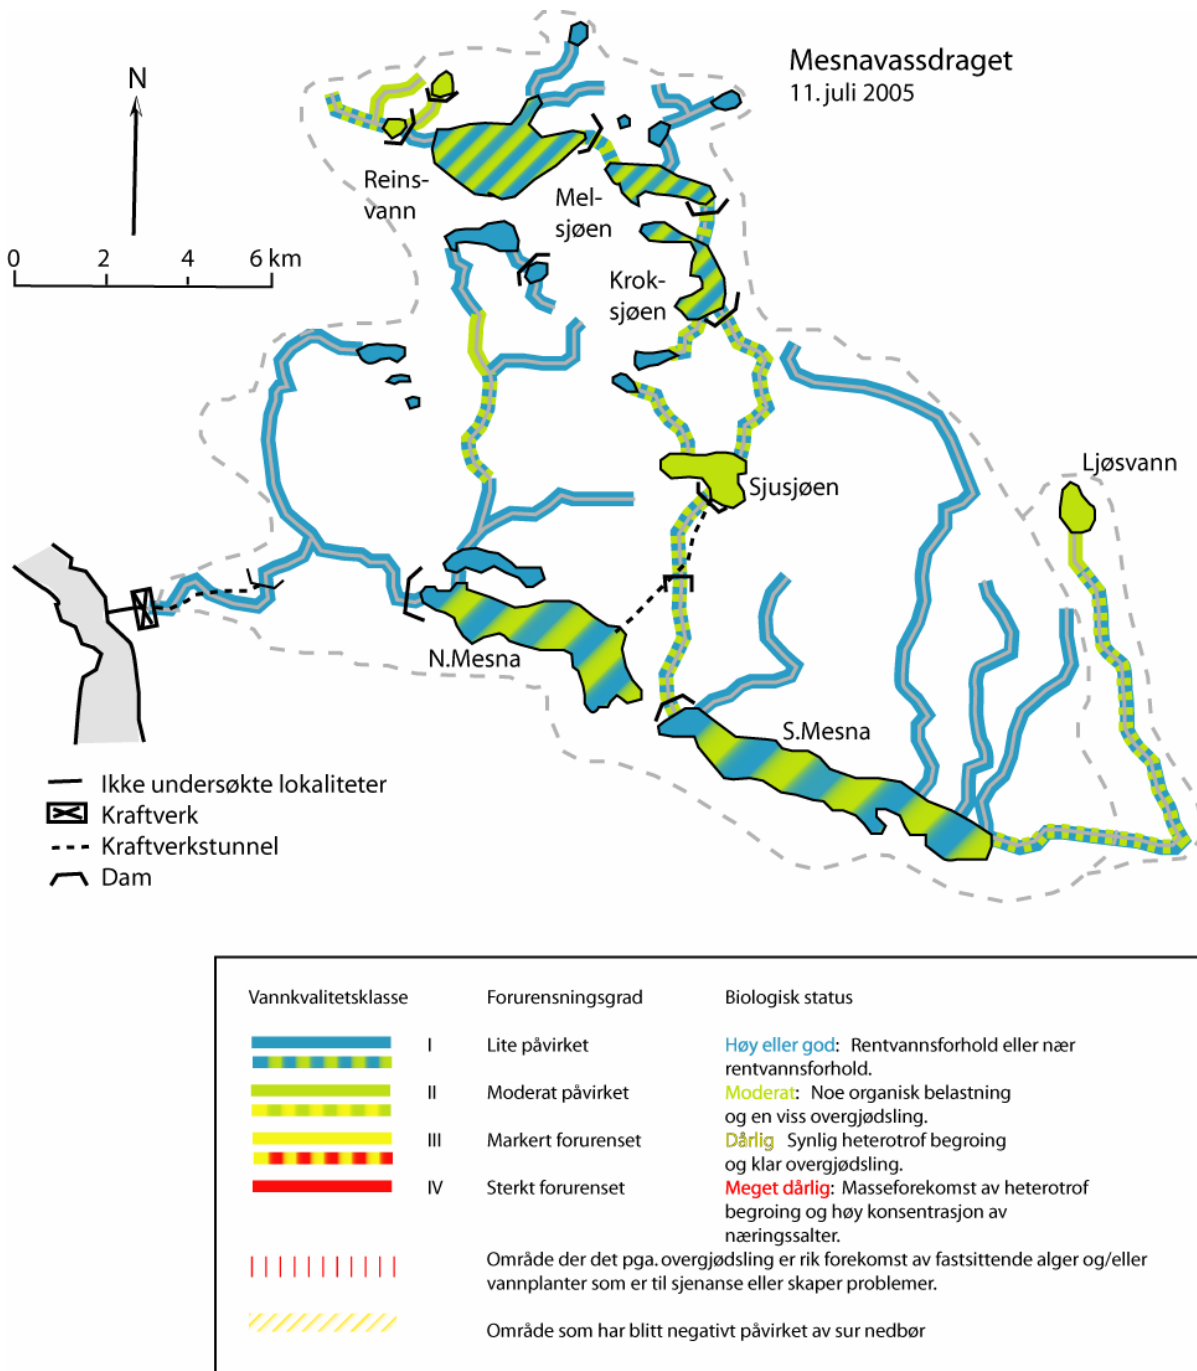 Mesnavassdraget
11. juli 2005
N
0 2 4 6 km
Reins-
vann
Mel-
sjøen
Krok-
sjøen
Sjusjøen
Ljøsvann
N.Mesna
S.Mesna
Ikke undersøkte lokaliteter
Kraftverk
Kraftverkstunnel
Dam
Vannkvalitetsklasse Forurensningsgrad Biologisk status
I Lite påvirket Høy eller god: Rentvannsforhold eller nær
rentvannsforhold.
II Moderat påvirket Moderat: Noe organisk belastning
og en viss overgjødsling.
III Markert forurenset Dårlig Synlig heterotrof begroing
og klar overgjødsling.
IV Sterkt forurenset Meget dårlig: Masseforekomst av heterotrof
begroing og høy konsentrasjon av
næringssalter.
Område der det pga. overgjødsling er rik forekomst av fastsittende alger og/eller
vannplanter som er til sjenanse eller skaper problemer.
Område som har blitt negativt påvirket av sur nedbør